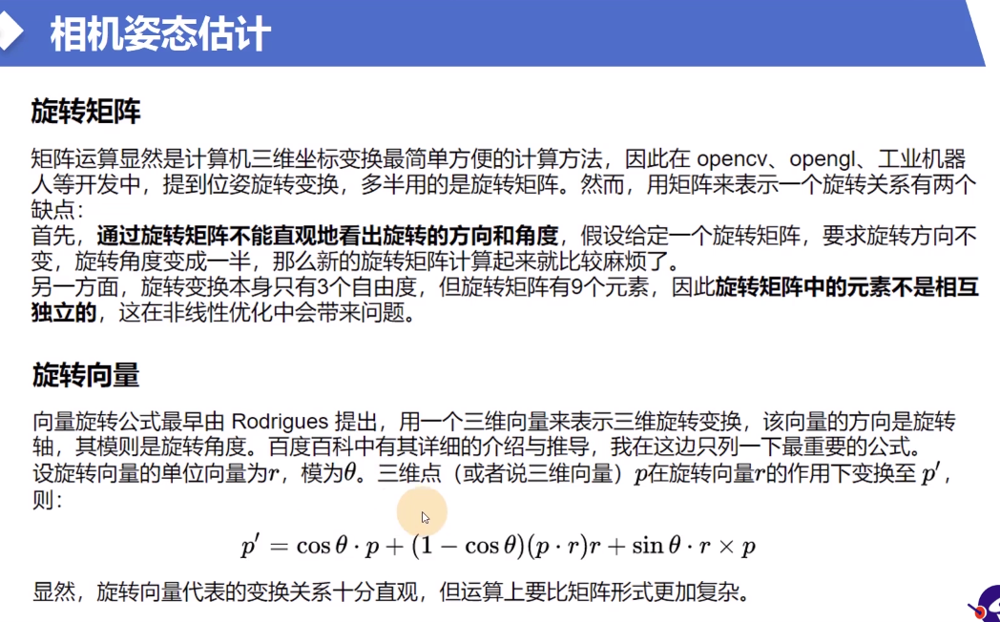 相机姿态估计
旋转矩阵
矩阵运算显然是计算机三维坐标变换最简单方便的计算方法，因此在 opencv、opengl、工业机器
人等开发中，提到位姿旋转变换，多半用的是旋转矩阵。然而，用矩阵来表示一个旋转关系有两个
缺点：
首先，通过旋转矩阵不能直观地看出旋转的方向和角度，假设给定一个旋转矩阵，要求旋转方向不
变，旋转角度变成一半，那么新的旋转矩阵计算起来就比较麻烦了。
另一方面，旋转变换本身只有3个自由度，但旋转矩阵有9个元素，因此旋转矩阵中的元素不是相互
独立的，这在非线性优化中会带来问题。
旋转向量
向量旋转公式最早由 Rodrigues 提出，用一个三维向量来表示三维旋转变换，该向量的方向是旋转
轴，其模则是旋转角度。百度百科中有其详细的介绍与推导，我在这边只列一下最重要的公式。
设旋转向量的单位向量为r，模为θ。三维点（或者说三维向量）p在旋转向量r的作用下变换至 p′，
则：
p′ = cos θ · p + (1 − cos θ)(p · r)r + sin θ · r × p
显然，旋转向量代表的变换关系十分直观，但运算上要比矩阵形式更加复杂。